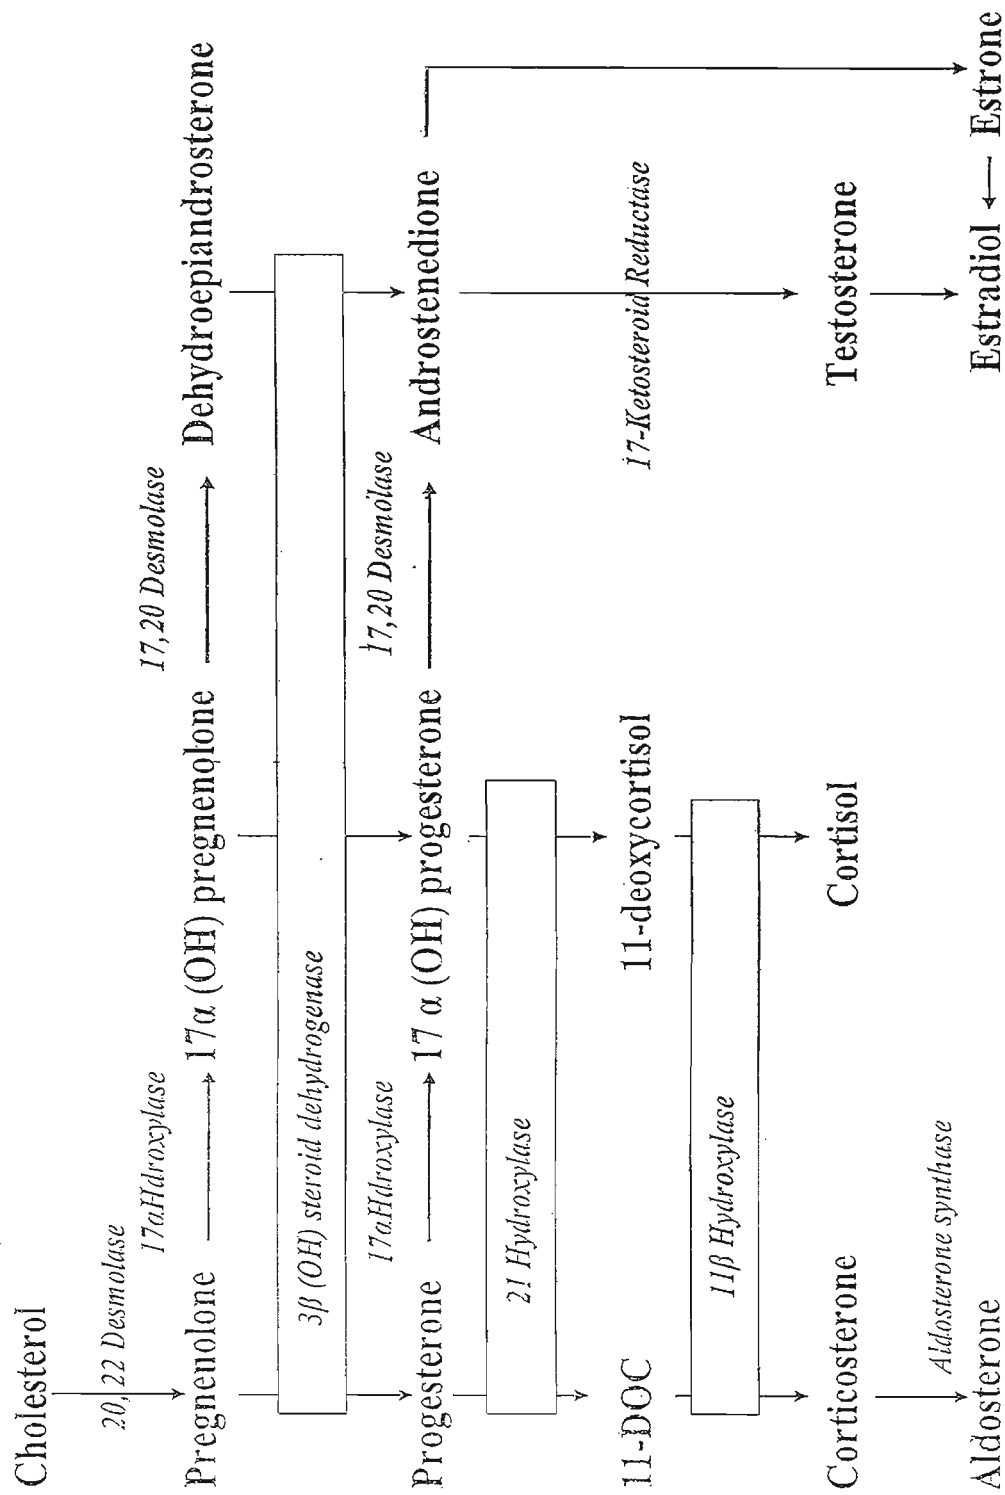 Cholesterol
20, 22 Desmolase
17αHdroxylase
17,20 Desmolase
Pregnenolone
17α (OH) pregnenolone
Dehydroepiandrosterone
3β (OH) steroid dehydrogenase
17αHdroxylase
17,20 Desmolase
Progesterone
17 α (OH) progesterone
Androstenedione
21 Hydroxylase
17-Ketosteroid Reductase
11-DOC
11-deoxycortisol
11β Hydroxylase
Corticosterone
Cortisol
Testosterone
Aldosterone synthase
Aldosterone
Estradiol
Estrone